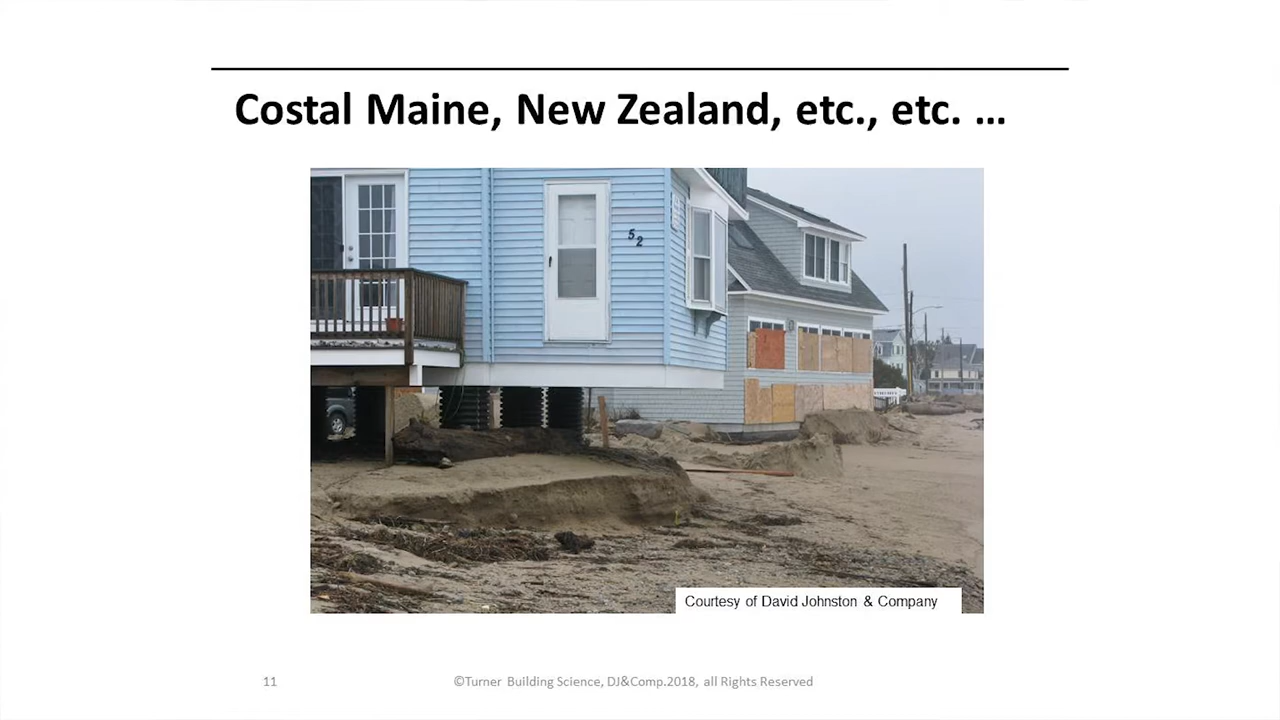 Costal Maine, New Zealand, etc., etc. …
52
Courtesy of David Johnston & Company
11
©Turner Building Science, DJ&Comp.2018, all Rights Reserved